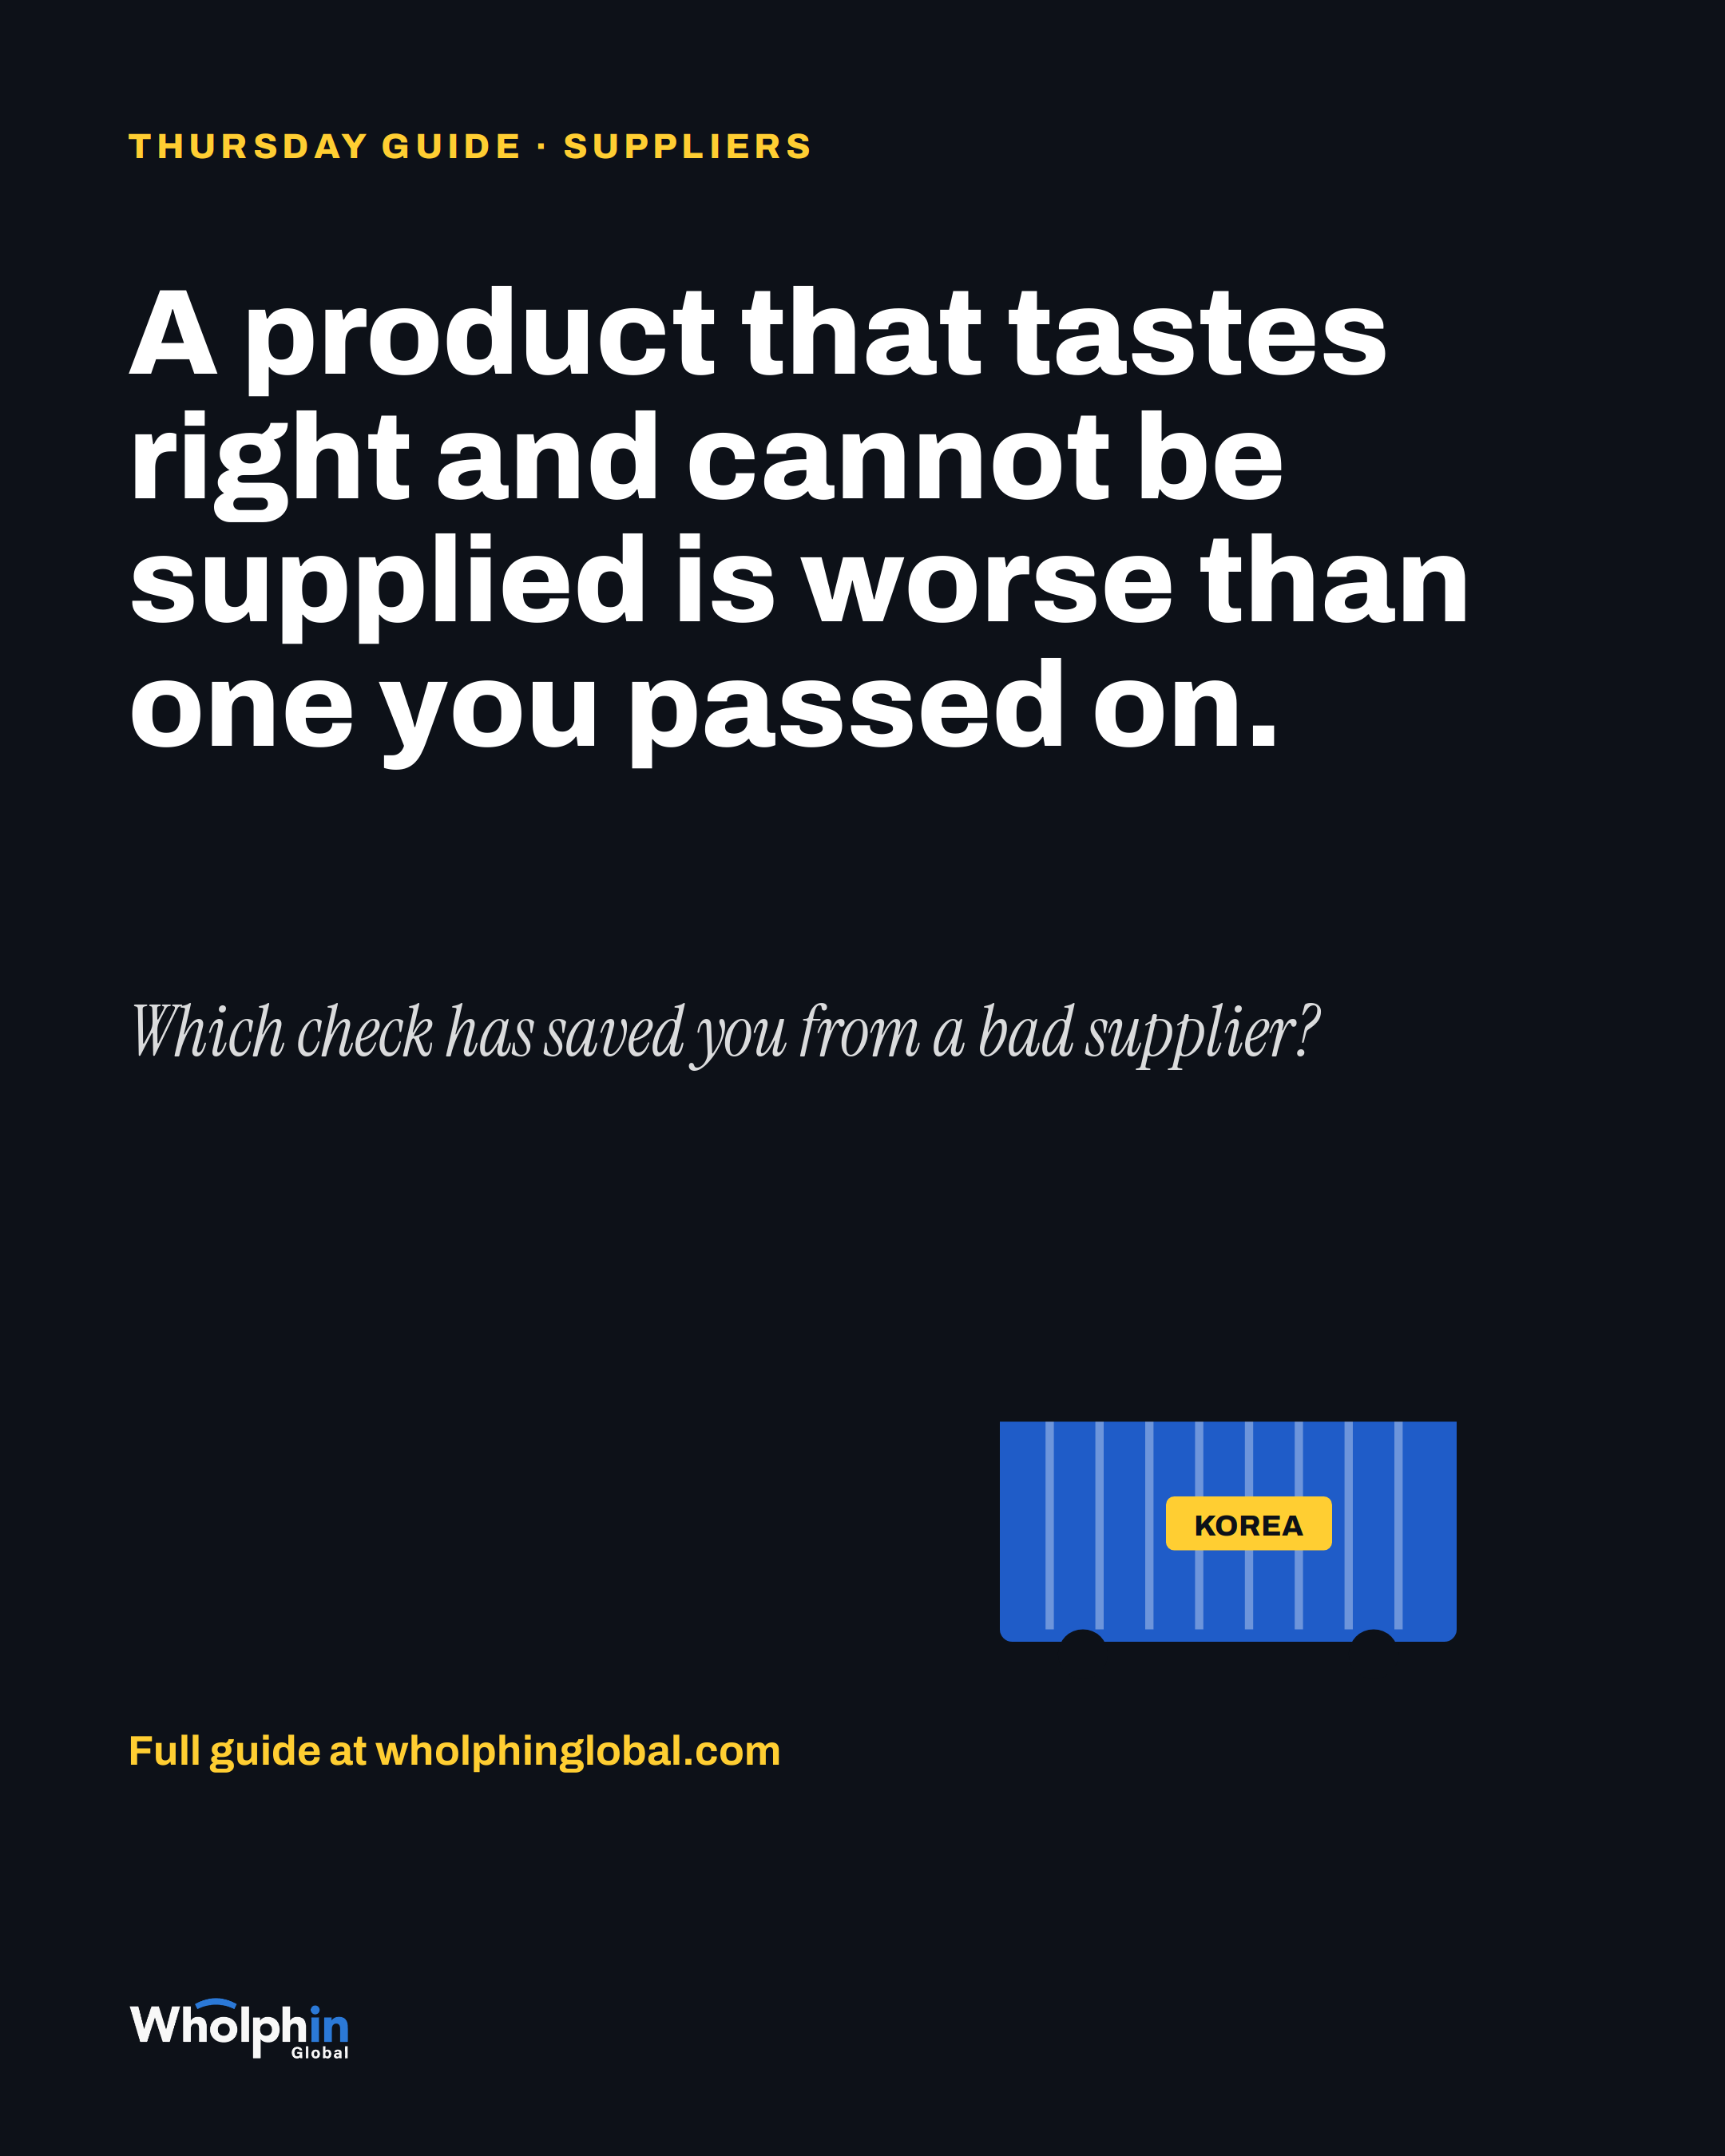 THURSDAY GUIDE · SUPPLIERS
A product that tastes
right and cannot be
supplied is worse than
one you passed on.
Which check has saved you from a bad supplier?
KOREA
Full guide at wholphinglobal.com
Wholphin
Global